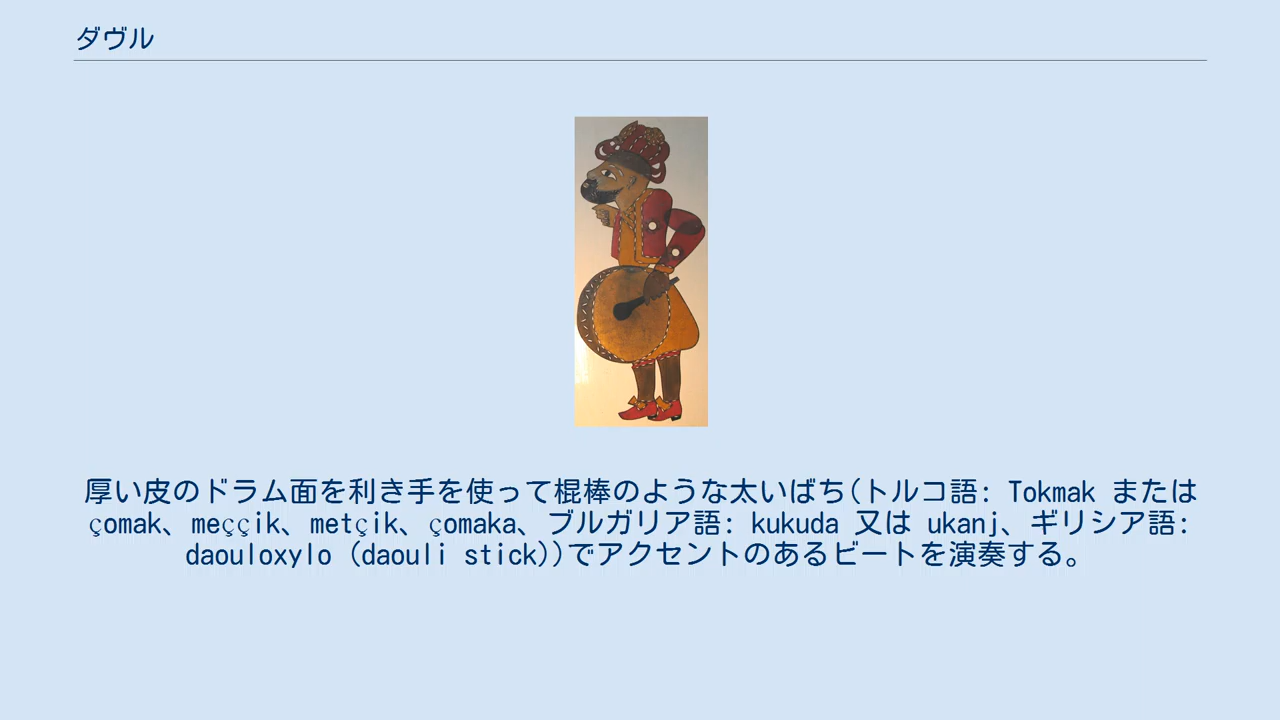 ダヴル
厚い皮のドラム面を利き手を使って棍棒のような太いばち(トルコ語: Tokmak または
çomak、meççik、metçik、çomaka、ブルガリア語: kukuda 又は ukanj、ギリシア語:
daouloxylo (daouli stick))でアクセントのあるビートを演奏する。